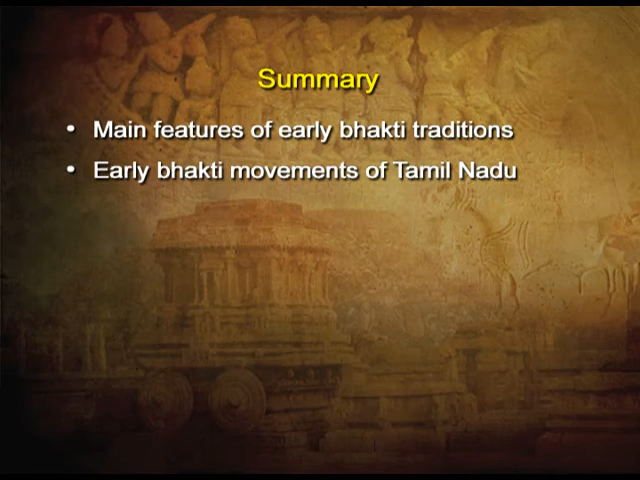 Summary
• Main features of early bhakti traditions
• Early bhakti movements of Tamil Nadu